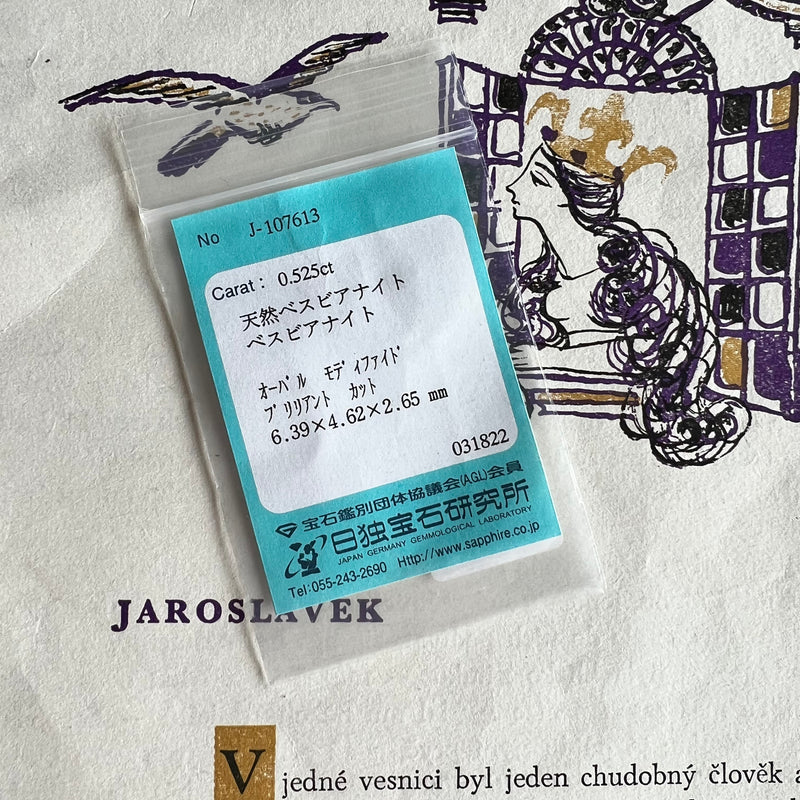 No J-107613
Carat : 0.525ct
天然ベスビアナイト
ベスビアナイト
ｵｰﾊﾞﾙ ﾓﾃﾞｨﾌｧｲﾄﾞ
ﾌﾞﾘﾘｱﾝﾄ ｶｯﾄ
6.39×4.62×2.65 mm
031822
宝石鑑別団体協議会(AGL)会員
日独宝石研究所
JAPAN GERMANY GEMMOLOGICAL LABORATORY
Tel:055-243-2690 Http://www.sapphire.co.jp
JAROSLAVEK
V jedné vesnici byl jeden chudobný člověk a